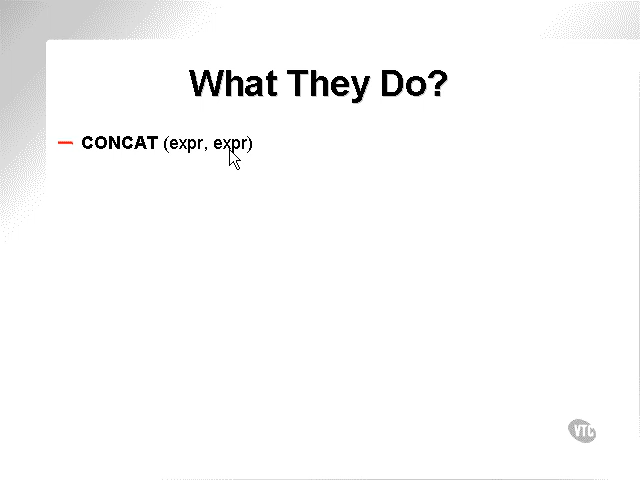 What They Do?
— CONCAT (expr, expr)
VTC